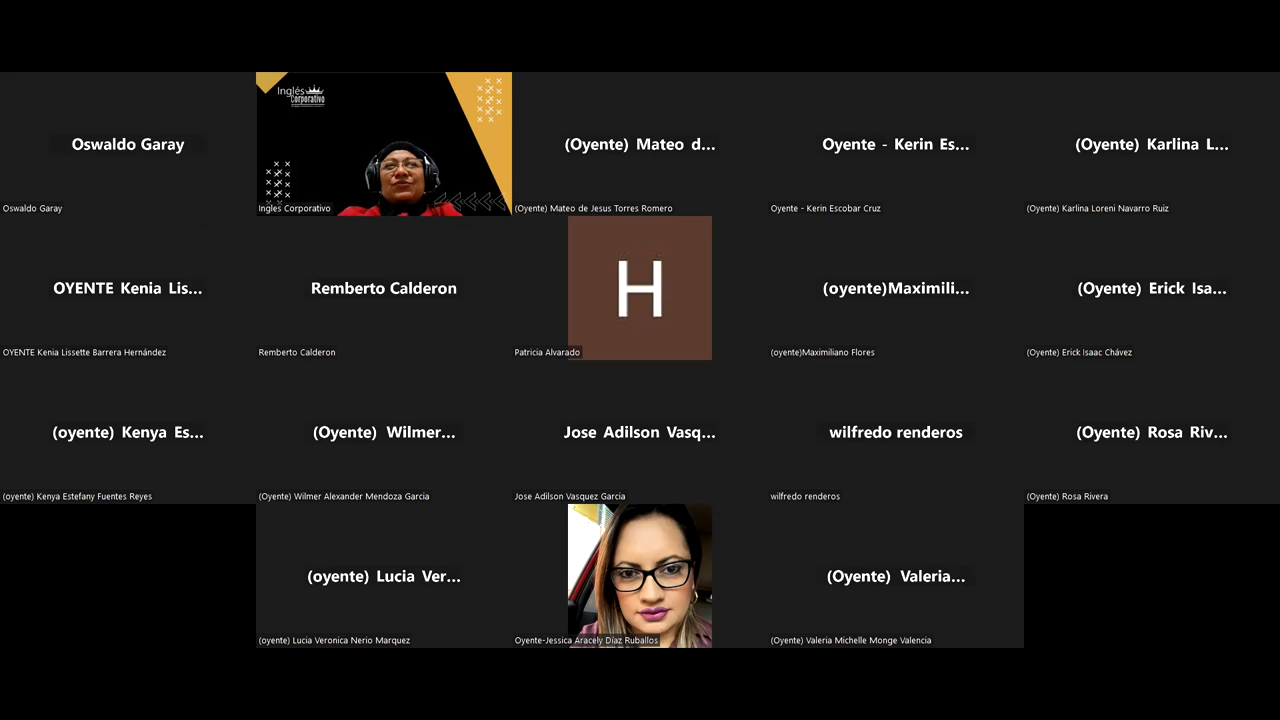 Oswaldo Garay
Oswaldo Garay
Inglés
Corporativo
Ingles Corporativo
(Oyente) Mateo d...
(Oyente) Mateo de Jesus Torres Romero
Oyente - Kerin Es...
Oyente - Kerin Escobar Cruz
(Oyente) Karlina L...
(Oyente) Karlina Loreni Navarro Ruiz
OYENTE Kenia Lis...
OYENTE Kenia Lissette Barrera Hernández
Remberto Calderon
Remberto Calderon
H
Patricia Alvarado
(oyente)Maximili...
(oyente)Maximiliano Flores
(Oyente) Erick Isa...
(Oyente) Erick Isaac Chávez
(oyente) Kenya Es...
(oyente) Kenya Estefany Fuentes Reyes
(Oyente) Wilmer...
(Oyente) Wilmer Alexander Mendoza Garcia
Jose Adilson Vasq...
Jose Adilson Vasquez Garcia
wilfredo renderos
wilfredo renderos
(Oyente) Rosa Riv...
(Oyente) Rosa Rivera
(oyente) Lucia Ver...
(oyente) Lucia Veronica Nerio Marquez
Oyente-Jessica Aracely Díaz Ruballos
(Oyente) Valeria...
(Oyente) Valeria Michelle Monge Valencia